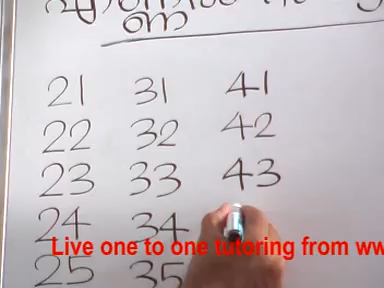 ണ
21 31 41
22 32 42
23 33 43
24 34
25 35
Live one to one tutoring from